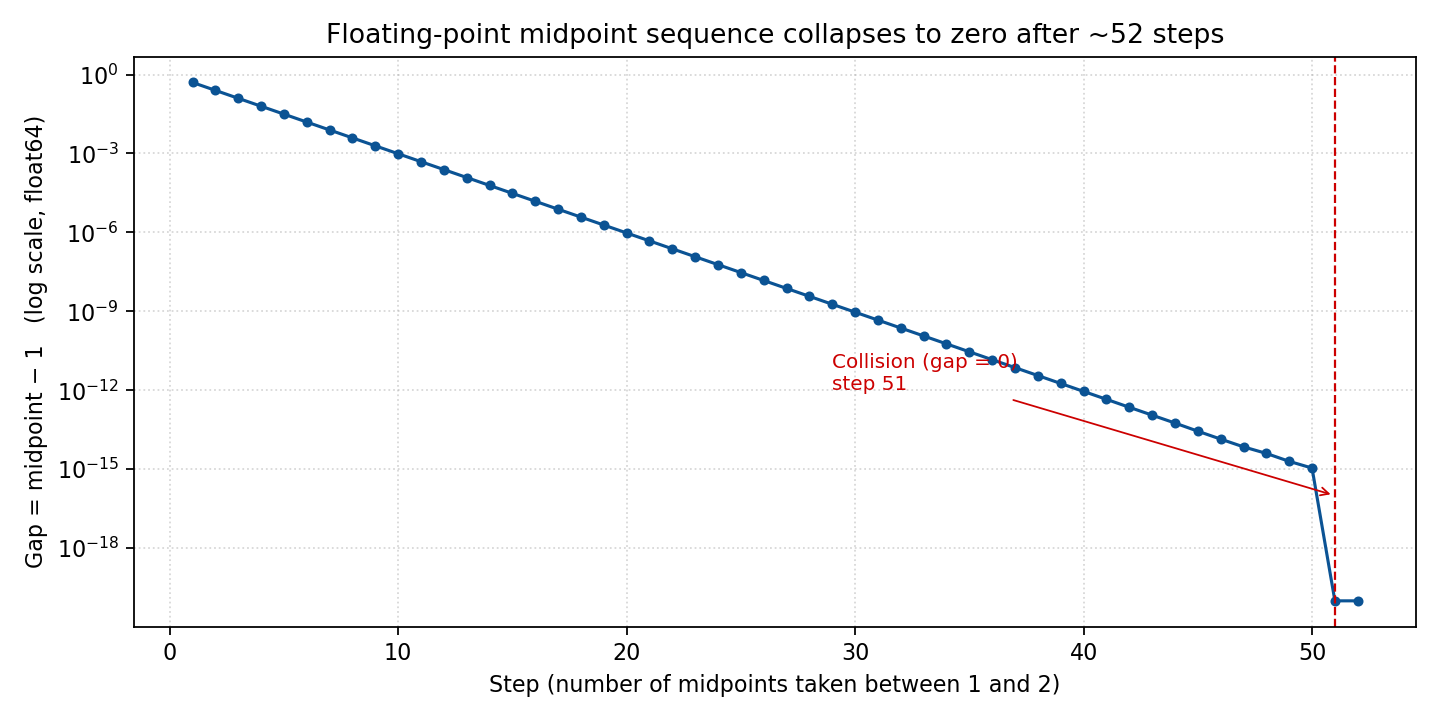 Floating-point midpoint sequence collapses to zero after ~52 steps
Gap = midpoint − 1   (log scale, float64)
10⁰
10⁻³
10⁻⁶
10⁻⁹
10⁻¹²
10⁻¹⁵
10⁻¹⁸
Collision (gap = 0)
step 51
0 10 20 30 40 50
Step (number of midpoints taken between 1 and 2)